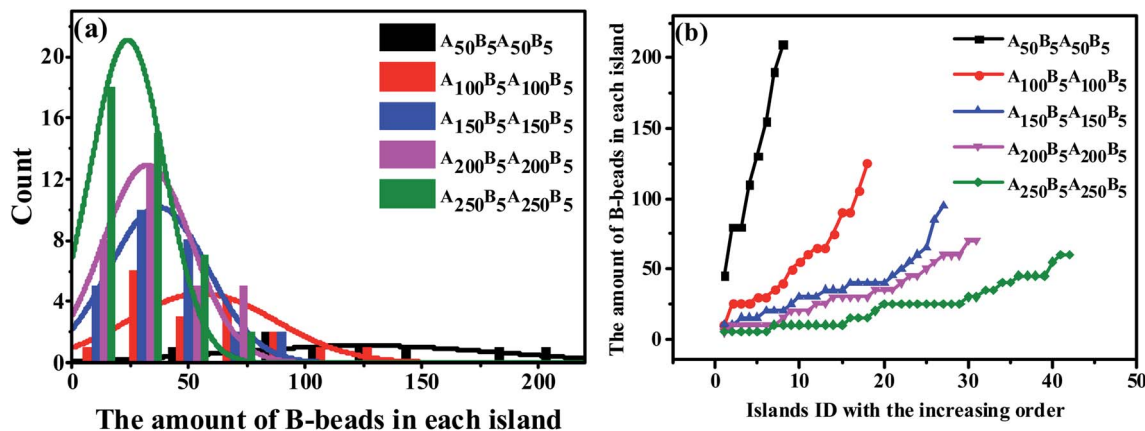 (a)
A50B5A50B5
A100B5A100B5
A150B5A150B5
A200B5A200B5
A250B5A250B5
Count
20
16
12
8
4
0
0 50 100 150 200
The amount of B-beads in each island
(b)
A50B5A50B5
A100B5A100B5
A150B5A150B5
A200B5A200B5
A250B5A250B5
The amount of B-beads in each island
200
150
100
50
0
0 10 20 30 40 50
Islands ID with the increasing order